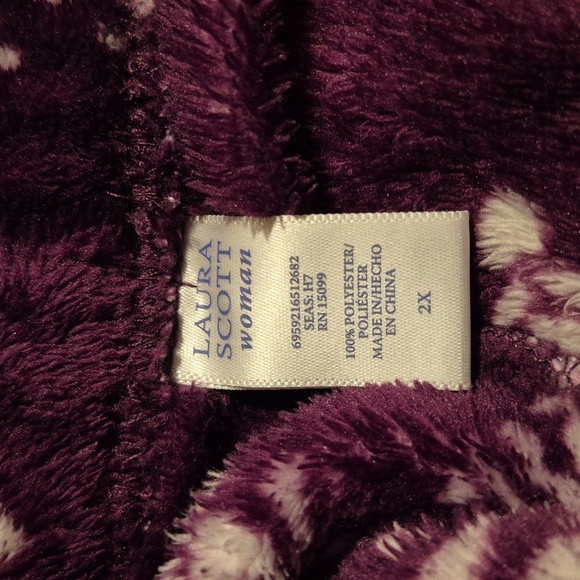 LAURA
SCOTT
woman
6959216512682
SEAS: H7
RN 15099
100% POLYESTER/
POLIESTER
MADE IN/HECHO
EN CHINA
2X